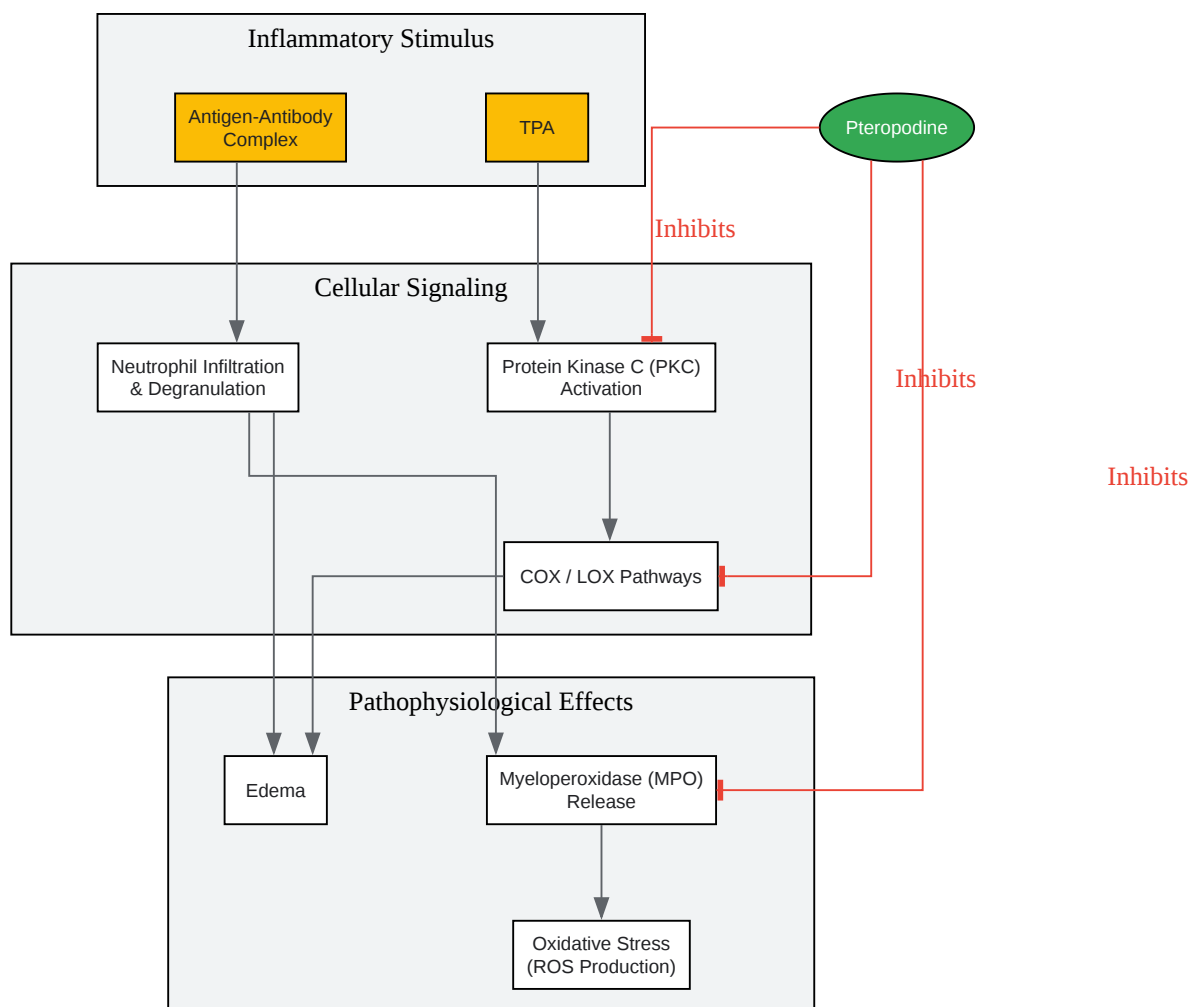 Inflammatory Stimulus
Antigen-Antibody
Complex
TPA
Pteropodine
Inhibits
Cellular Signaling
Neutrophil Infiltration
& Degranulation
Protein Kinase C (PKC)
Activation
Inhibits
Inhibits
COX / LOX Pathways
Pathophysiological Effects
Edema
Myeloperoxidase (MPO)
Release
Oxidative Stress
(ROS Production)